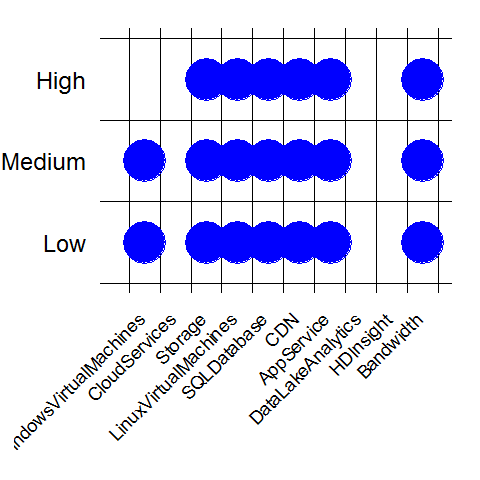 High
Medium
Low
ndowsVirtualMachines
CloudServices
Storage
LinuxVirtualMachines
SQLDatabase
CDN
AppService
DataLakeAnalytics
HDInsight
Bandwidth